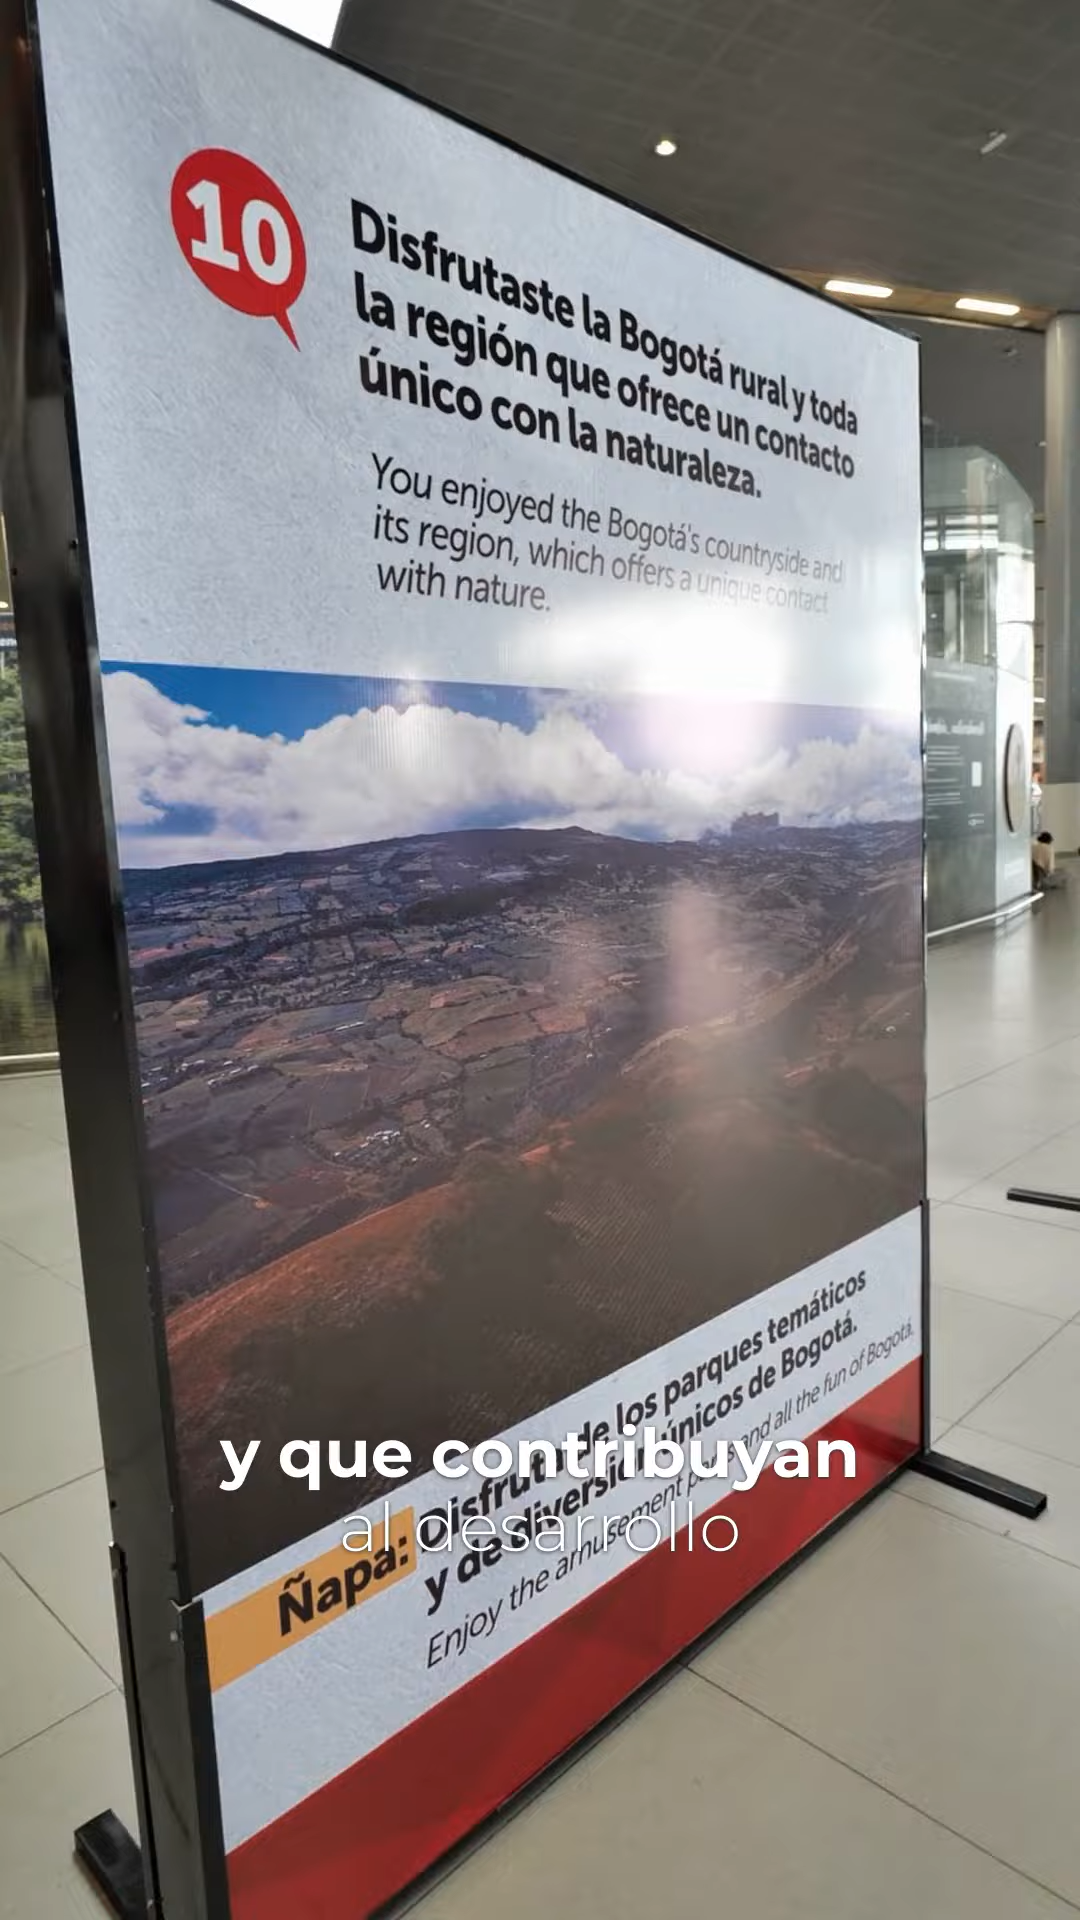 10
Disfrutaste la Bogotá rural y toda
la región que ofrece un contacto
único con la naturaleza.
You enjoyed the Bogotá's countryside and
its region, which offers a unique contact
with nature.
Ñapa: Disfruta de los parques temáticos
y de diversión únicos de Bogotá.
Enjoy the amusement parks and all the fun of Bogotá.
y que contribuyan
al desarrollo